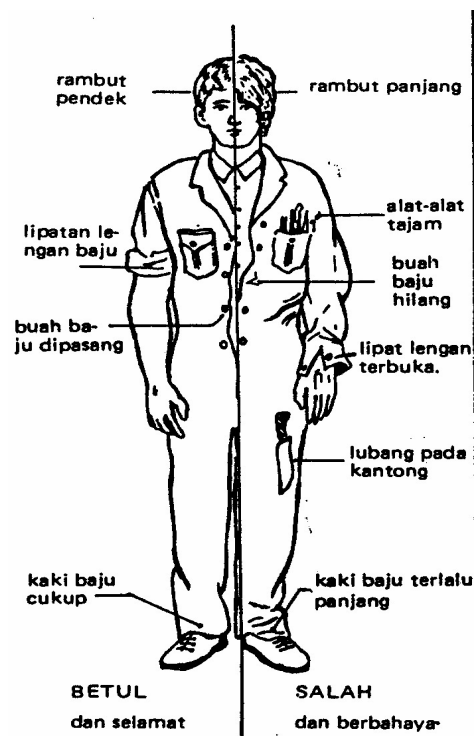 rambut
pendek
rambut panjang
alat-alat
tajam
lipatan le-
ngan baju
buah
baju
hilang
buah ba-
ju dipasang
lipat lengan
terbuka.
lubang pada
kantong
kaki baju
cukup
kaki baju terlalu
panjang
BETUL
dan selamat
SALAH
dan berbahaya-